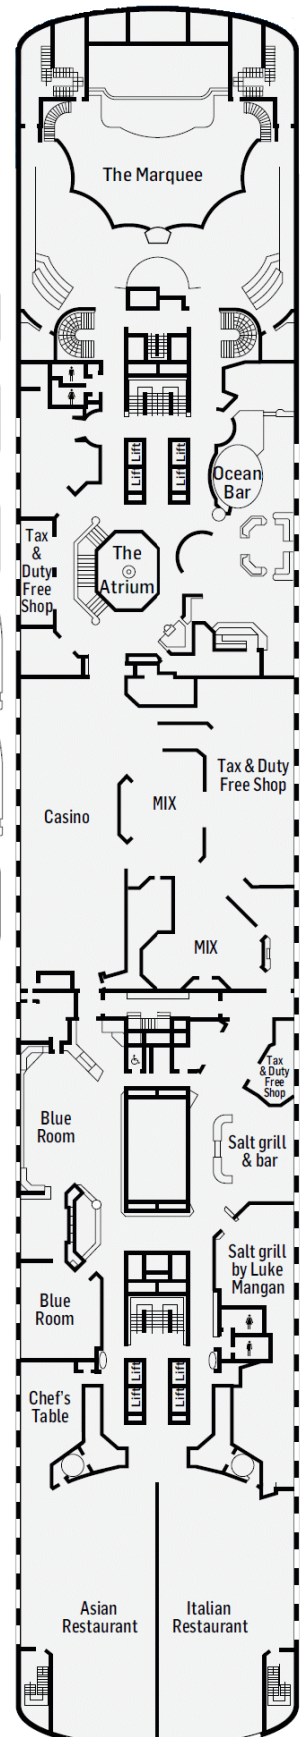 The Marquee
Lift
Lift
Lift
Lift
Ocean
Bar
Tax
&
Duty
Free
Shop
The
Atrium
Tax & Duty
Free Shop
Casino
MIX
MIX
Tax
& Duty
Free
Shop
Blue
Room
Salt grill
& bar
Salt grill
by Luke
Mangan
Blue
Room
Lift
Lift
Lift
Lift
Chef's
Table
Asian
Restaurant
Italian
Restaurant